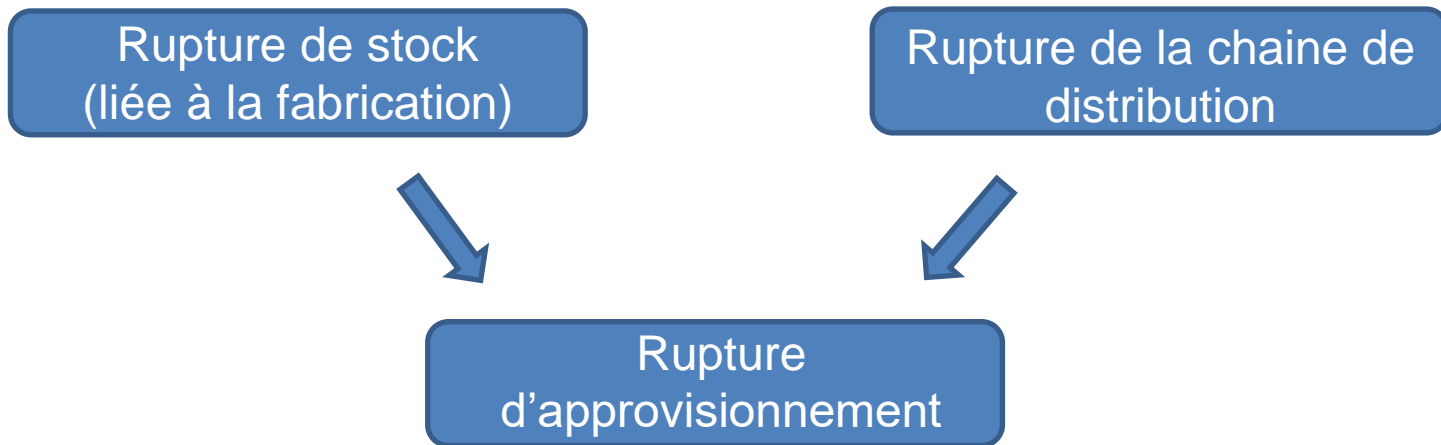 Rupture de stock
(liée à la fabrication)
Rupture de la chaine de
distribution
Rupture
d’approvisionnement